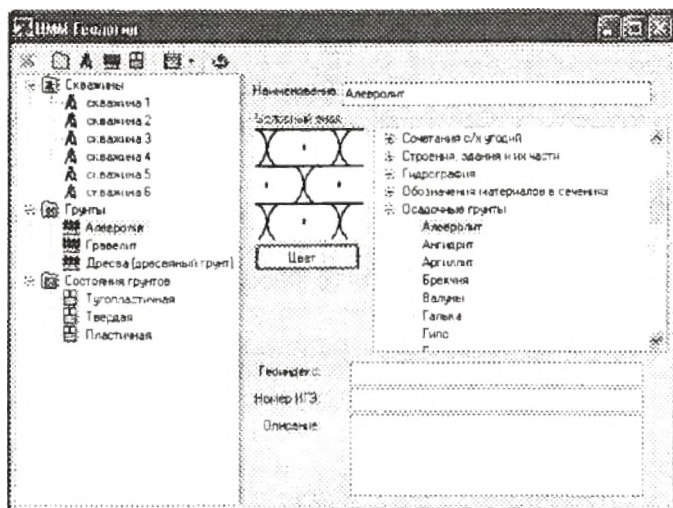 ЦММ Геология
Скважины
скважина 1
скважина 2
скважина 3
скважина 4
скважина 5
скважина 6
Грунты
Алевролит
Гравелит
Дресва (дресвяный грунт)
Состояния грунтов
Тугопластичная
Твердая
Пластичная
Наименование: Алевролит
Условный знак
Цвет
Сочетания с/х угодий
Строения, здания и их части
Гидрография
Обозначения материалов в сечениях
Осадочные грунты
Алевролит
Ангидрит
Аргиллит
Брекчия
Валуны
Галька
Гипс
Геоиндекс:
Номер ИГЭ:
Описание: